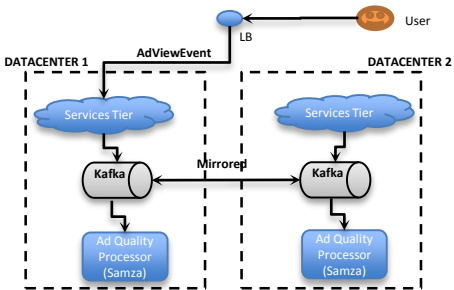 User
LB
AdViewEvent
DATACENTER 1
DATACENTER 2
Services Tier
Services Tier
Mirrored
Kafka
Kafka
Ad Quality
Processor
(Samza)
Ad Quality
Processor
(Samza)